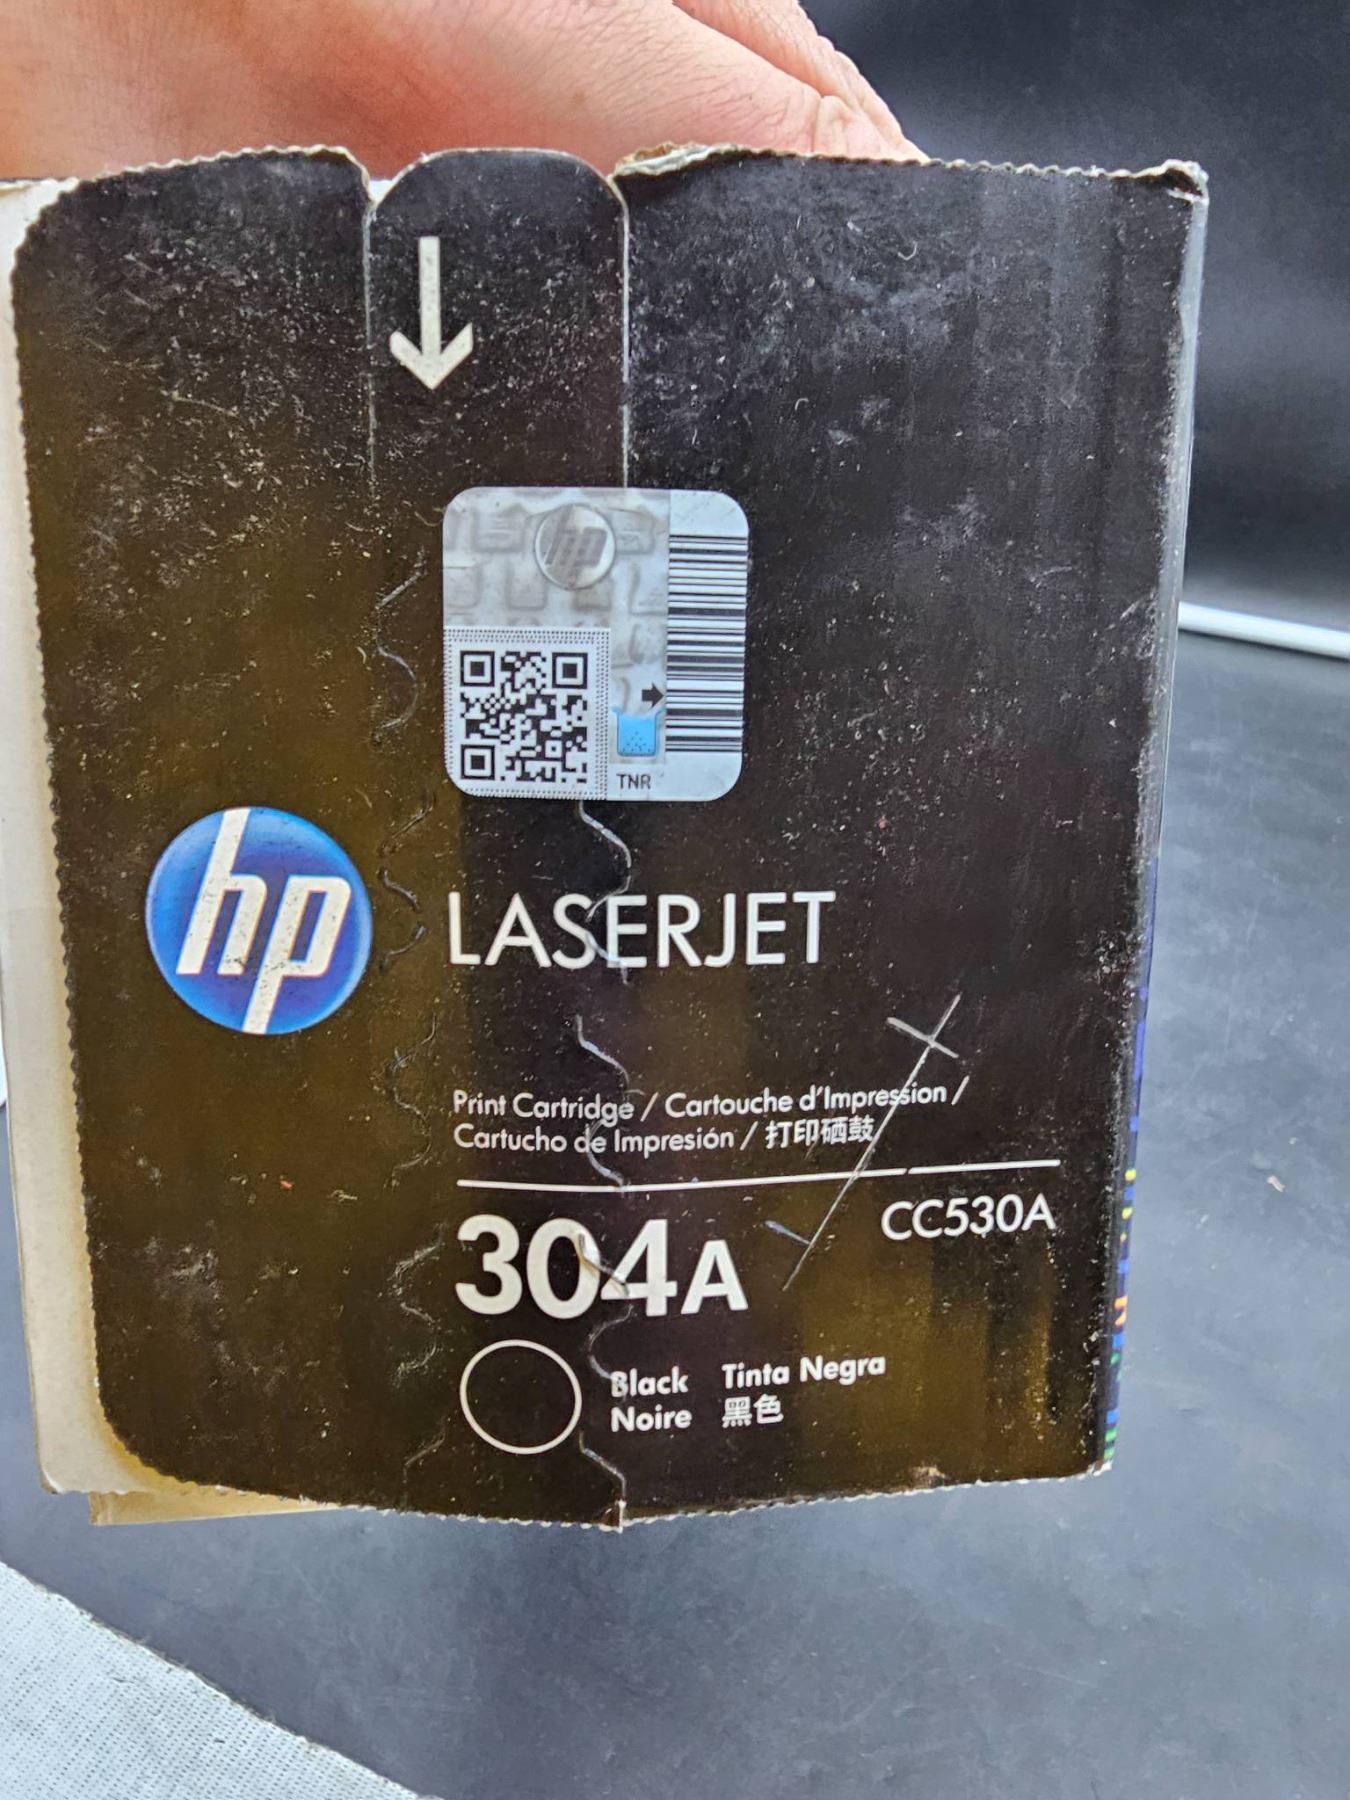 hp
TNR
hp
LASERJET
Print Cartridge / Cartouche d'Impression /
Cartucho de Impresión / 打印硒鼓
304A
CC530A
Black Tinta Negra
Noire 黑色